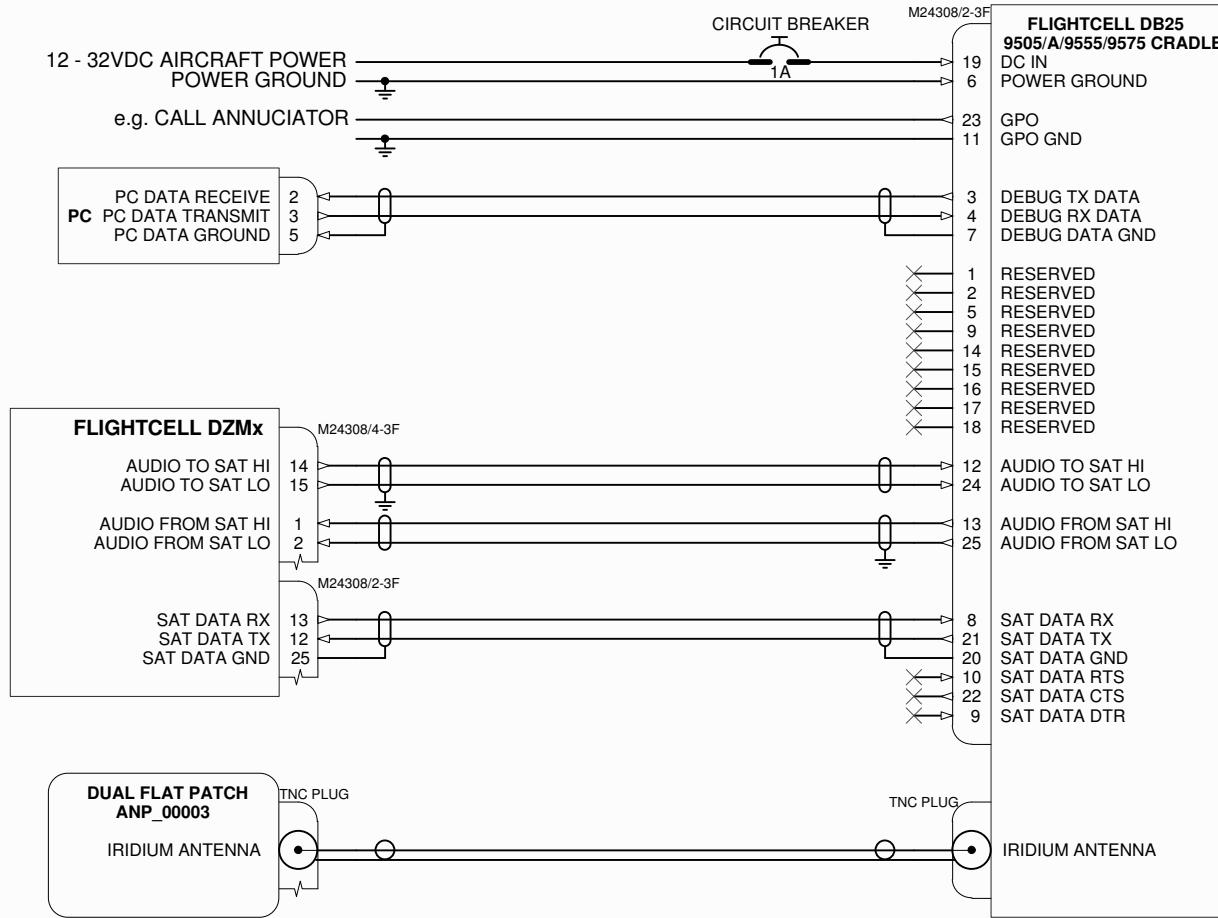 M24308/2-3F
CIRCUIT BREAKER
FLIGHTCELL DB25
9505/A/9555/9575 CRADLE
12 - 32VDC AIRCRAFT POWER
1A
19 DC IN
POWER GROUND
6 POWER GROUND
e.g. CALL ANNUCIATOR
23 GPO
11 GPO GND
PC
PC DATA RECEIVE 2
3 DEBUG TX DATA
PC DATA TRANSMIT 3
4 DEBUG RX DATA
PC DATA GROUND 5
7 DEBUG DATA GND
1 RESERVED
2 RESERVED
5 RESERVED
9 RESERVED
14 RESERVED
15 RESERVED
16 RESERVED
17 RESERVED
18 RESERVED
FLIGHTCELL DZMx
M24308/4-3F
AUDIO TO SAT HI 14
12 AUDIO TO SAT HI
AUDIO TO SAT LO 15
24 AUDIO TO SAT LO
AUDIO FROM SAT HI 1
13 AUDIO FROM SAT HI
AUDIO FROM SAT LO 2
25 AUDIO FROM SAT LO
M24308/2-3F
SAT DATA RX 13
8 SAT DATA RX
SAT DATA TX 12
21 SAT DATA TX
SAT DATA GND 25
20 SAT DATA GND
10 SAT DATA RTS
22 SAT DATA CTS
9 SAT DATA DTR
DUAL FLAT PATCH
ANP_00003
TNC PLUG
TNC PLUG
IRIDIUM ANTENNA
IRIDIUM ANTENNA